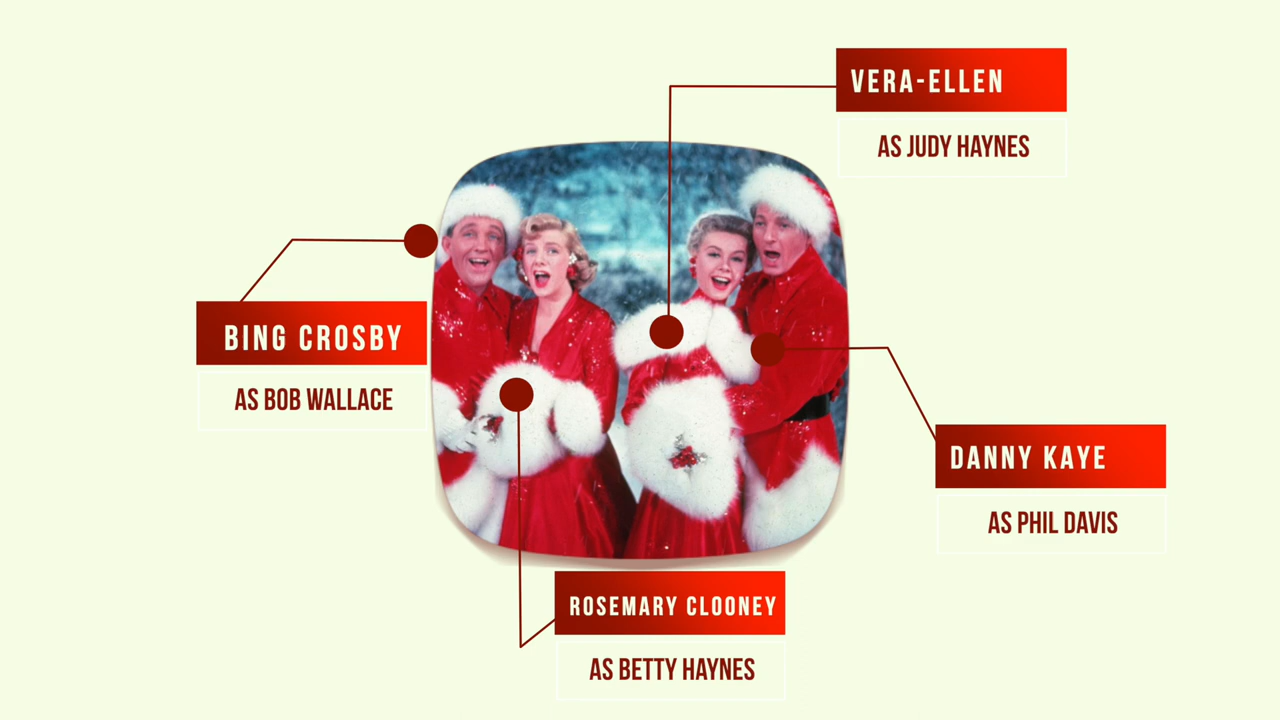 VERA-ELLEN
AS JUDY HAYNES
BING CROSBY
AS BOB WALLACE
DANNY KAYE
AS PHIL DAVIS
ROSEMARY CLOONEY
AS BETTY HAYNES